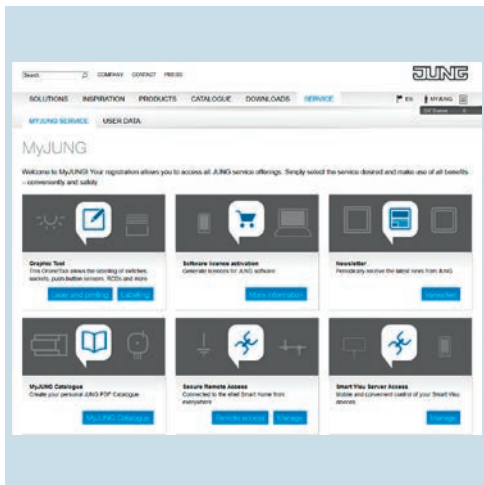 Search COMPANY CONTACT PRESS
JUNG
SOLUTIONS INSPIRATION PRODUCTS CATALOGUE DOWNLOADS SERVICE EN MYJUNG
MYJUNG SERVICE USER DATA
MyJUNG
Welcome to MyJUNG! Your registration allows you to access all JUNG service offerings. Simply select the service desired and make use of all benefits
– conveniently and safely.
Graphic Tool
This OnlineTool allows the labelling of switches,
sockets, push-button sensors, RCDs and more
Laser and printing Labelling
Software license activation
Generate licences for JUNG software
More information
Newsletter
Periodically receive the latest news from JUNG
Newsletter
MyJUNG Catalogue
Create your personal JUNG PDF Catalogue
MyJUNG Catalogue
Secure Remote Access
Connected to the eNet Smart Home from
everywhere
Remote access Manage
Smart Visu Server Access
Mobile and convenient control of your Smart Visu
devices
Manage